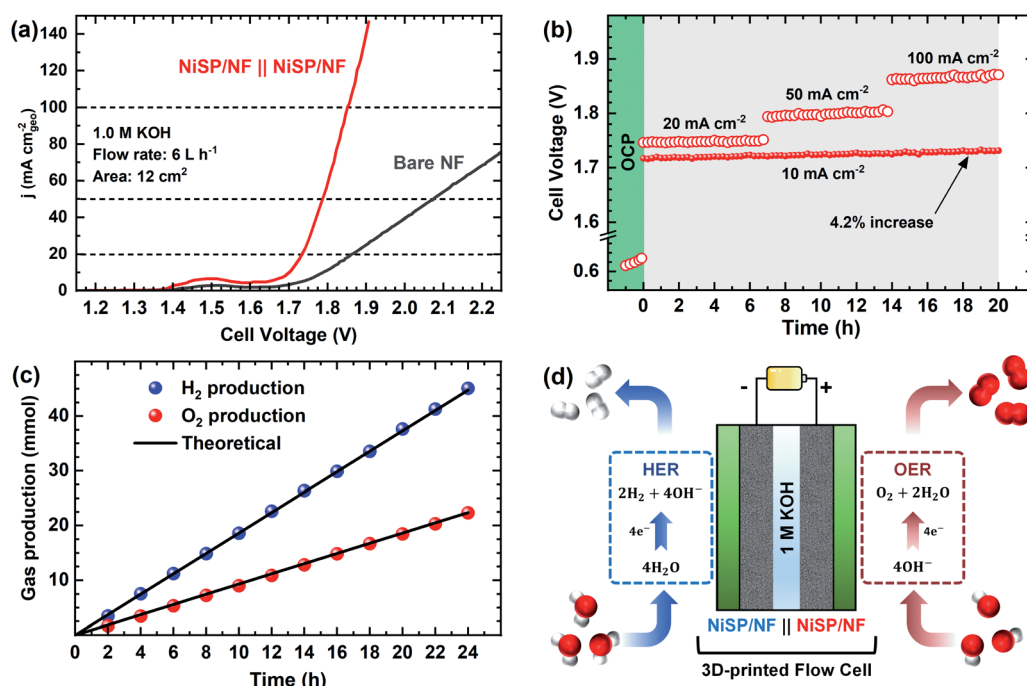 (a)
140
120
100
80
60
40
20
0
j (mA cm⁻²geo)
NiSP/NF || NiSP/NF
1.0 M KOH
Flow rate: 6 L h⁻¹
Area: 12 cm²
Bare NF
1.2 1.3 1.4 1.5 1.6 1.7 1.8 1.9 2.0 2.1 2.2
Cell Voltage (V)
(b)
1.9
1.8
1.7
1.6
0.6
Cell Voltage (V)
OCP
20 mA cm⁻²
50 mA cm⁻²
100 mA cm⁻²
10 mA cm⁻²
4.2% increase
0 2 4 6 8 10 12 14 16 18 20
Time (h)
(c)
40
30
20
10
Gas production (mmol)
H₂ production
O₂ production
Theoretical
0 2 4 6 8 10 12 14 16 18 20 22 24
Time (h)
(d)
- +
HER
2H₂ + 4OH⁻
4e⁻
4H₂O
1 M KOH
OER
O₂ + 2H₂O
4e⁻
4OH⁻
NiSP/NF || NiSP/NF
3D-printed Flow Cell